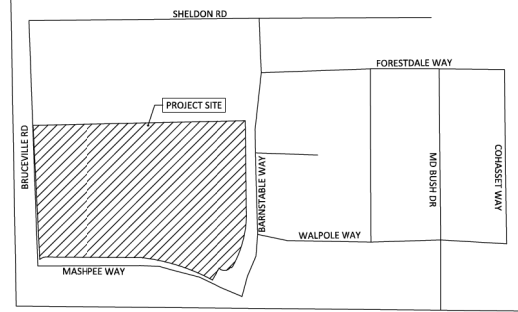 SHELDON RD
FORESTDALE WAY
PROJECT SITE
BRUCEVILLE RD
BARNSTABLE WAY
MD BUSH DR
COHASSET WAY
WALPOLE WAY
MASHPEE WAY